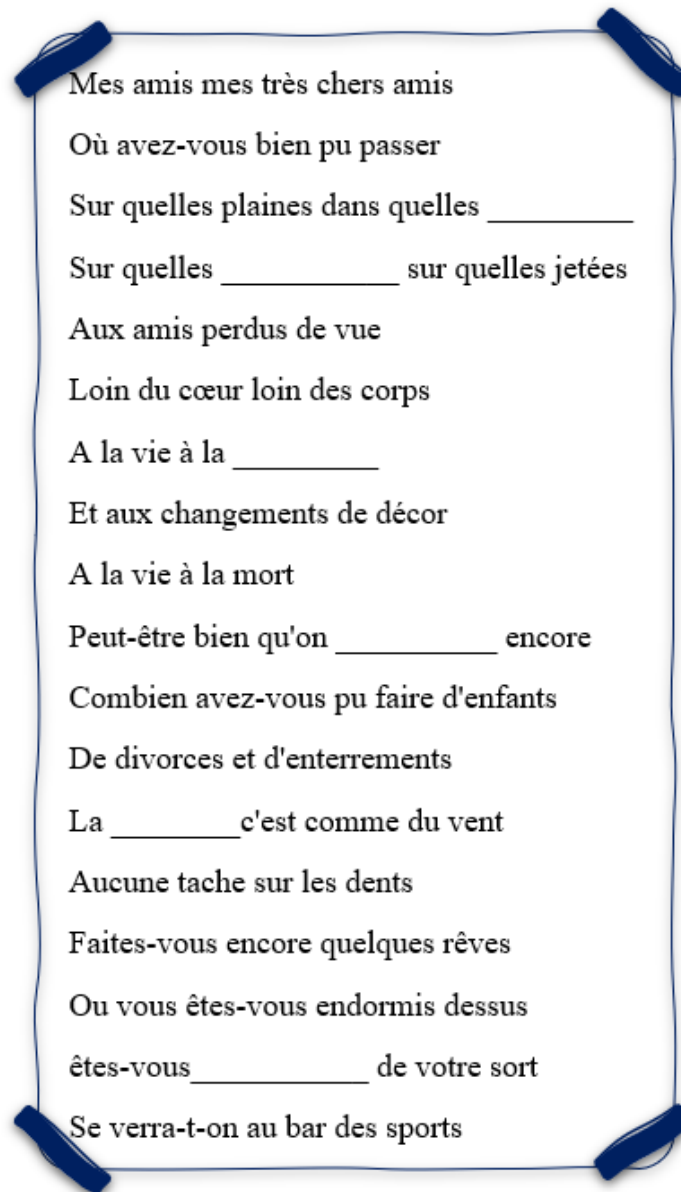 Mes amis mes très chers amis
Où avez-vous bien pu passer
Sur quelles plaines dans quelles _________
Sur quelles ___________ sur quelles jetées
Aux amis perdus de vue
Loin du cœur loin des corps
A la vie à la _________
Et aux changements de décor
A la vie à la mort
Peut-être bien qu'on __________ encore
Combien avez-vous pu faire d'enfants
De divorces et d'enterrements
La ________c'est comme du vent
Aucune tache sur les dents
Faites-vous encore quelques rêves
Ou vous êtes-vous endormis dessus
êtes-vous___________ de votre sort
Se verra-t-on au bar des sports